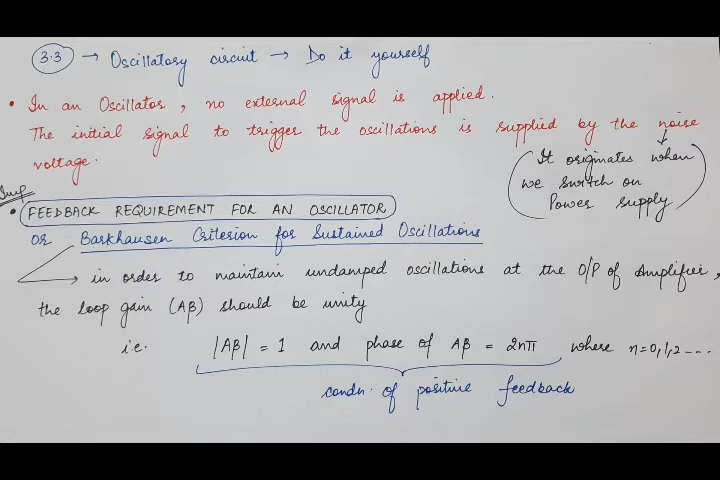 3.3 → Oscillatory circuit → Do it yourself
• In an Oscillator, no external signal is applied.
The initial signal to trigger the oscillations is supplied by the noise
voltage.
(It originates when
we switch on
Power supply)
Imp
• FEEDBACK REQUIREMENT FOR AN OSCILLATOR
or Barkhausen Criterion for Sustained Oscillations
→ in order to maintain undamped oscillations at the O/P of Amplifier,
the loop gain (Aβ) should be unity
i.e. |Aβ| = 1 and phase of Aβ = 2nπ where n=0,1,2----
condn. of positive feedback